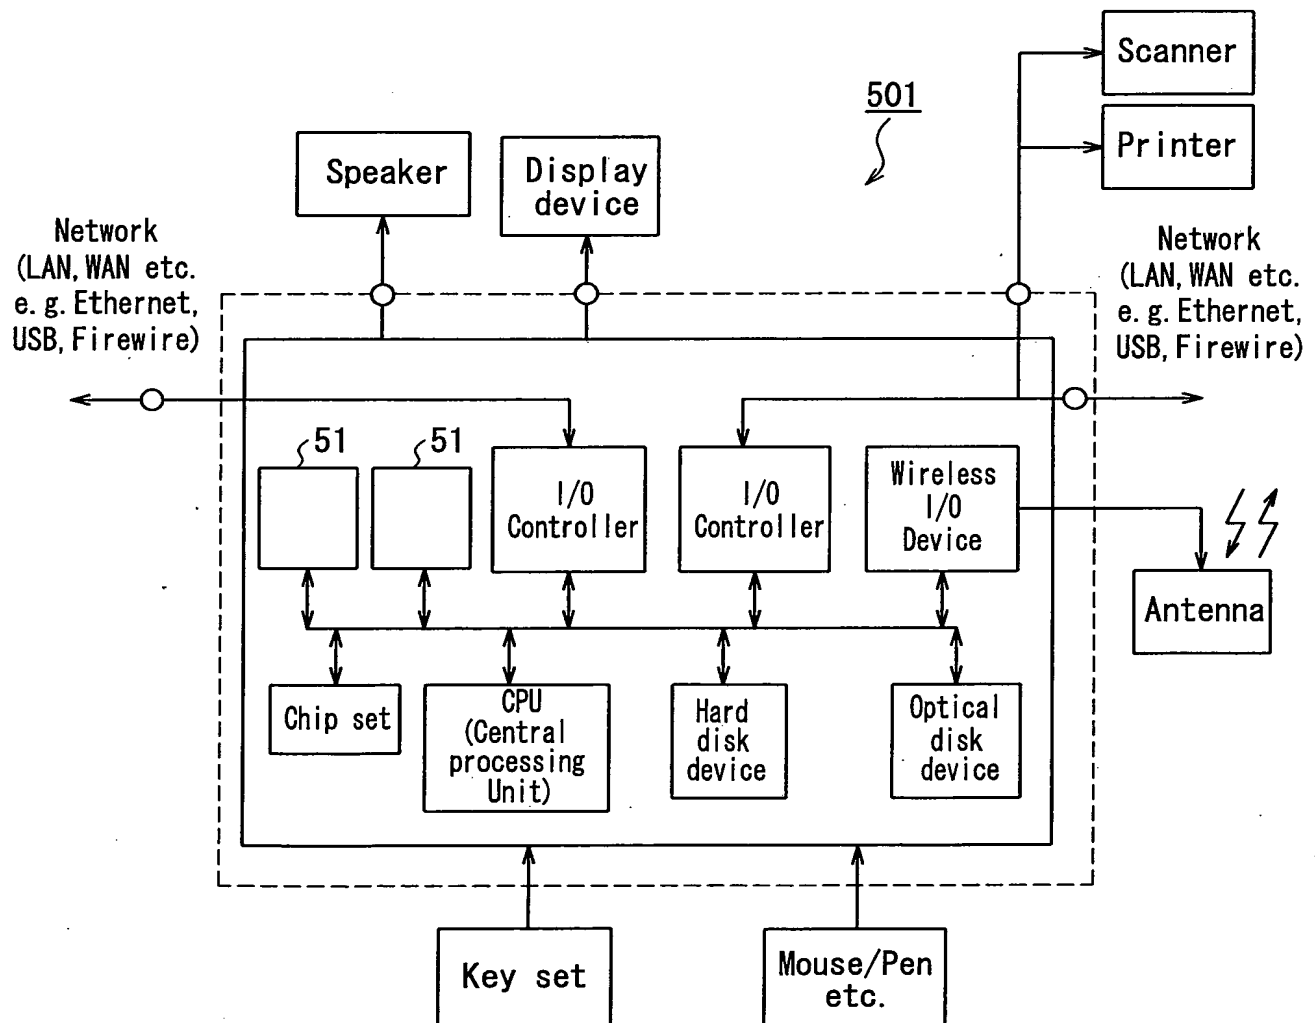 Scanner
501
Printer
Speaker
Display
device
Network
(LAN, WAN etc.
e. g. Ethernet,
USB, Firewire)
Network
(LAN, WAN etc.
e. g. Ethernet,
USB, Firewire)
51
51
I/O
Controller
I/O
Controller
Wireless
I/O
Device
Antenna
Chip set
CPU
(Central
processing
Unit)
Hard
disk
device
Optical
disk
device
Key set
Mouse/Pen
etc.